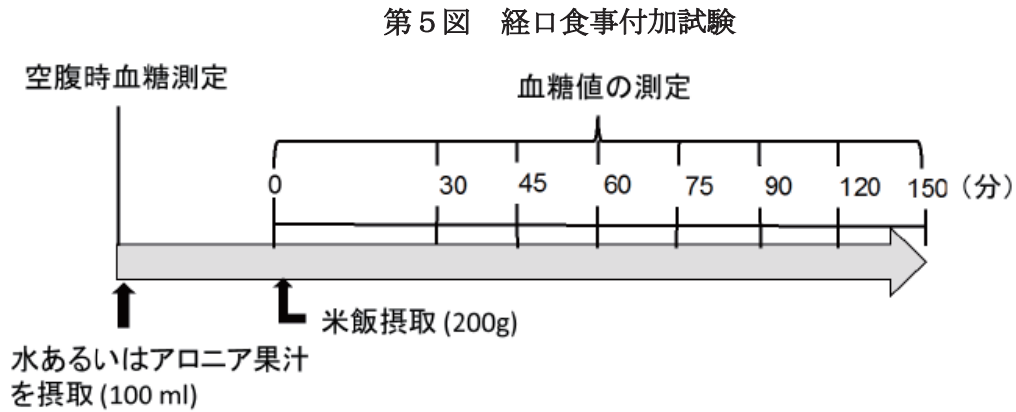 第５図　経口食事付加試験
空腹時血糖測定
血糖値の測定
0 30 45 60 75 90 120 150（分）
米飯摂取 (200g)
水あるいはアロニア果汁
を摂取 (100 ml)